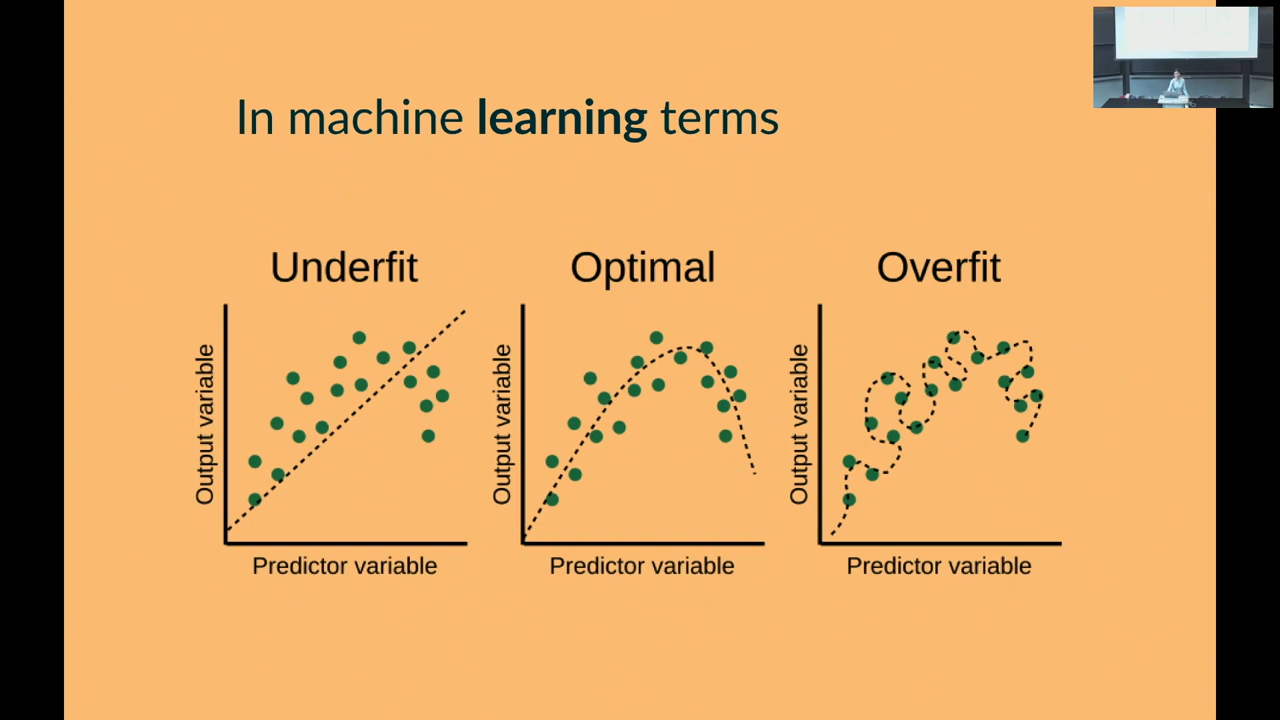 In machine learning terms
Underfit
Output variable
Predictor variable
Optimal
Output variable
Predictor variable
Overfit
Output variable
Predictor variable